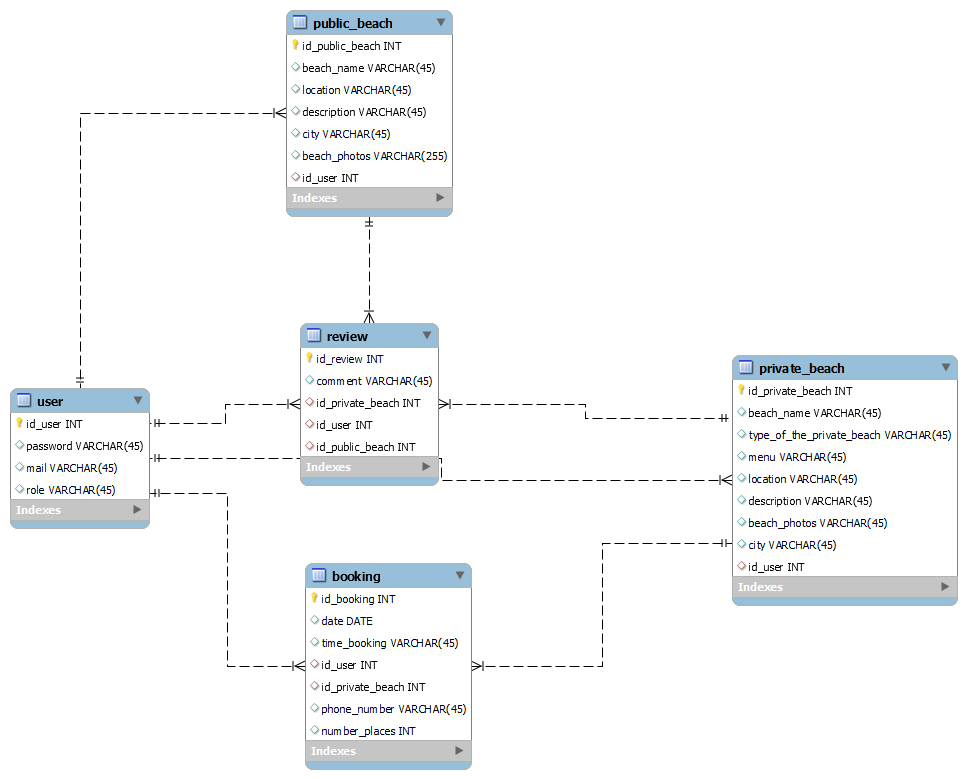 public_beach
id_public_beach INT
beach_name VARCHAR(45)
location VARCHAR(45)
description VARCHAR(45)
city VARCHAR(45)
beach_photos VARCHAR(255)
id_user INT
Indexes
review
id_review INT
comment VARCHAR(45)
id_private_beach INT
id_user INT
id_public_beach INT
Indexes
private_beach
id_private_beach INT
beach_name VARCHAR(45)
type_of_the_private_beach VARCHAR(45)
menu VARCHAR(45)
location VARCHAR(45)
description VARCHAR(45)
beach_photos VARCHAR(45)
city VARCHAR(45)
id_user INT
Indexes
user
id_user INT
password VARCHAR(45)
mail VARCHAR(45)
role VARCHAR(45)
Indexes
booking
id_booking INT
date DATE
time_booking VARCHAR(45)
id_user INT
id_private_beach INT
phone_number VARCHAR(45)
number_places INT
Indexes